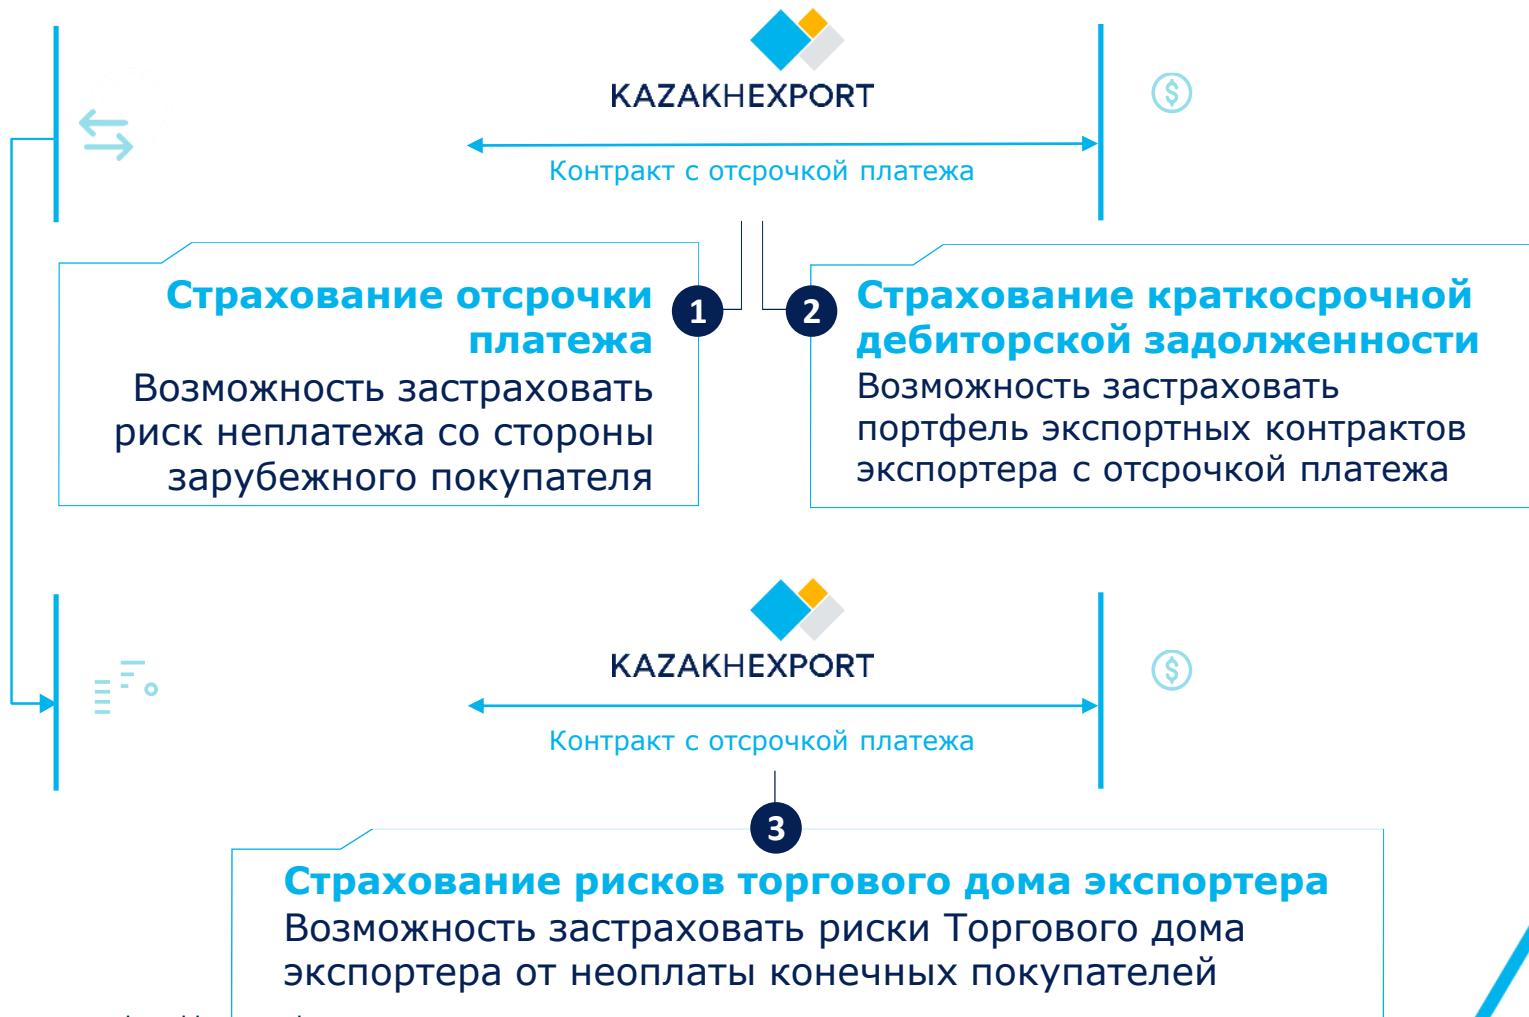 KAZAKHEXPORT
Контракт с отсрочкой платежа
1
Страхование отсрочки
платежа
Возможность застраховать
риск неплатежа со стороны
зарубежного покупателя
2
Страхование краткосрочной
дебиторской задолженности
Возможность застраховать
портфель экспортных контрактов
экспортера с отсрочкой платежа
KAZAKHEXPORT
Контракт с отсрочкой платежа
3
Страхование рисков торгового дома экспортера
Возможность застраховать риски Торгового дома
экспортера от неоплаты конечных покупателей